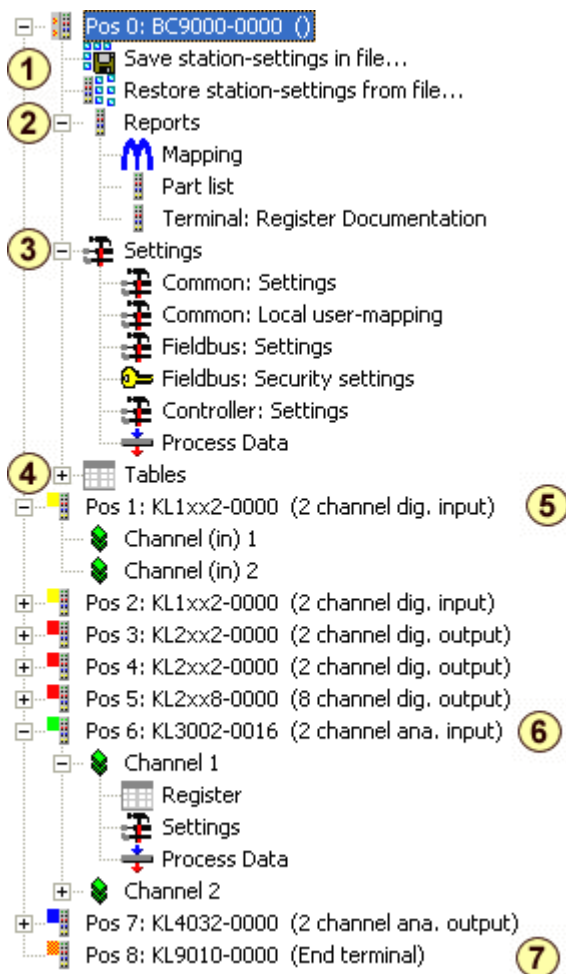 Pos 0: BC9000-0000 ()
1 Save station-settings in file...
Restore station-settings from file...
2 Reports
Mapping
Part list
Terminal: Register Documentation
3 Settings
Common: Settings
Common: Local user-mapping
Fieldbus: Settings
Fieldbus: Security settings
Controller: Settings
Process Data
4 Tables
Pos 1: KL1xx2-0000 (2 channel dig. input) 5
Channel (in) 1
Channel (in) 2
Pos 2: KL1xx2-0000 (2 channel dig. input)
Pos 3: KL2xx2-0000 (2 channel dig. output)
Pos 4: KL2xx2-0000 (2 channel dig. output)
Pos 5: KL2xx8-0000 (8 channel dig. output)
Pos 6: KL3002-0016 (2 channel ana. input) 6
Channel 1
Register
Settings
Process Data
Channel 2
Pos 7: KL4032-0000 (2 channel ana. output)
Pos 8: KL9010-0000 (End terminal) 7